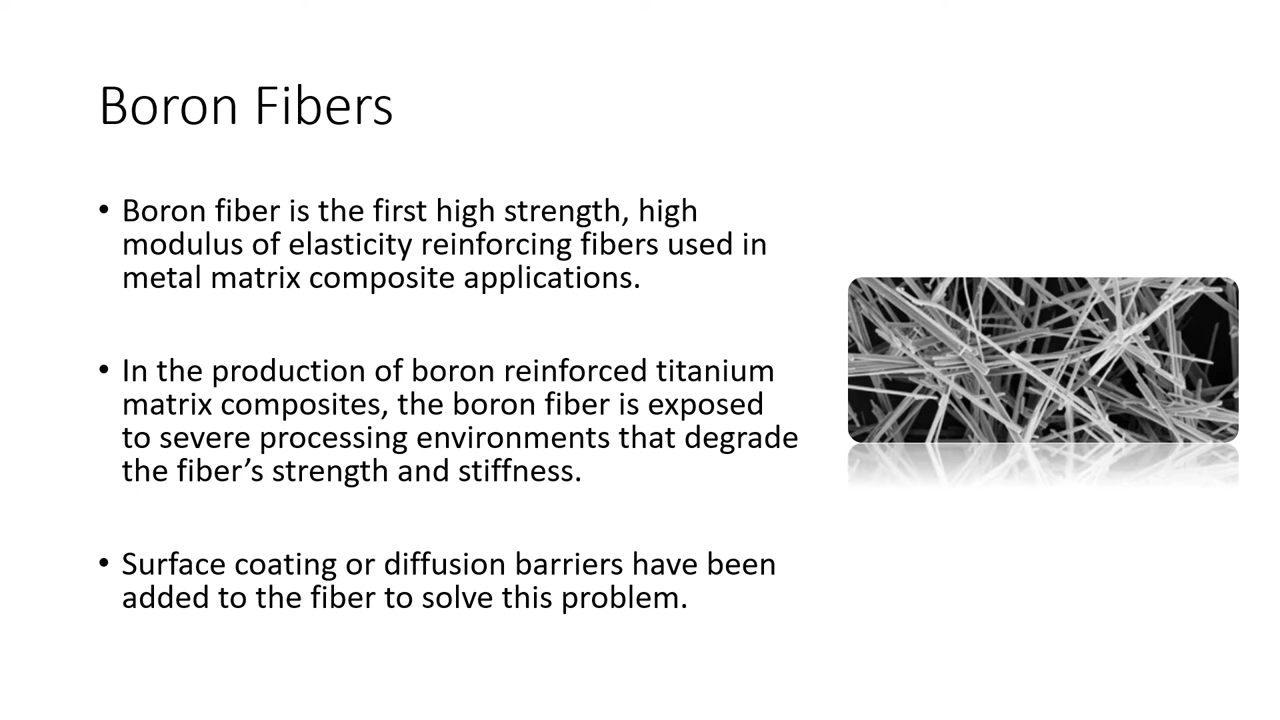 Boron Fibers
• Boron fiber is the first high strength, high
modulus of elasticity reinforcing fibers used in
metal matrix composite applications.
• In the production of boron reinforced titanium
matrix composites, the boron fiber is exposed
to severe processing environments that degrade
the fiber’s strength and stiffness.
• Surface coating or diffusion barriers have been
added to the fiber to solve this problem.